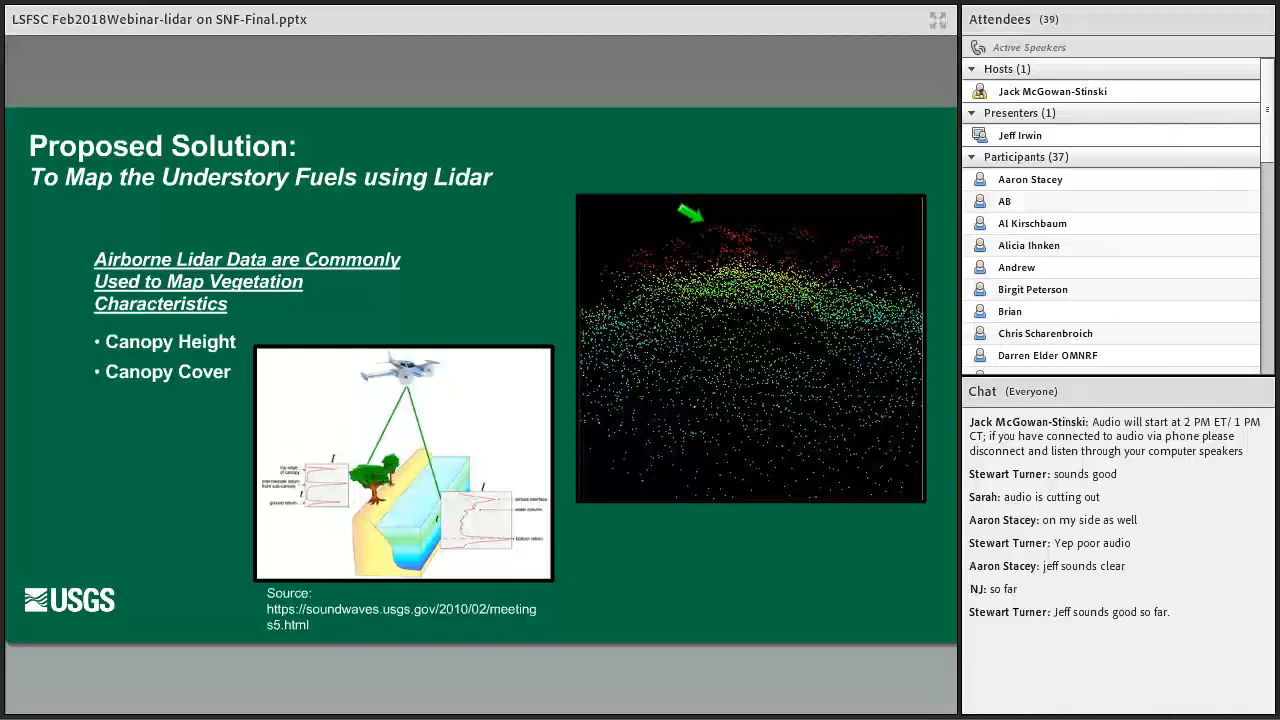 LSFSC Feb2018Webinar-lidar on SNF-Final.pptx
Proposed Solution:
To Map the Understory Fuels using Lidar
Airborne Lidar Data are Commonly
Used to Map Vegetation
Characteristics
• Canopy Height
• Canopy Cover
ground return
water column
bottom return
USGS
Source:
https://soundwaves.usgs.gov/2010/02/meeting
s5.html
Attendees (39)
Active Speakers
Hosts (1)
Jack McGowan-Stinski
Presenters (1)
Jeff Irwin
Participants (37)
Aaron Stacey
AB
Al Kirschbaum
Alicia Ihnken
Andrew
Birgit Peterson
Brian
Chris Scharenbroich
Darren Elder OMNRF
Chat (Everyone)
Jack McGowan-Stinski: Audio will start at 2 PM ET/ 1 PM
CT; if you have connected to audio via phone please
disconnect and listen through your computer speakers
Stewart Turner: sounds good
Sarah: audio is cutting out
Aaron Stacey: on my side as well
Stewart Turner: Yep poor audio
Aaron Stacey: jeff sounds clear
NJ: so far
Stewart Turner: Jeff sounds good so far.